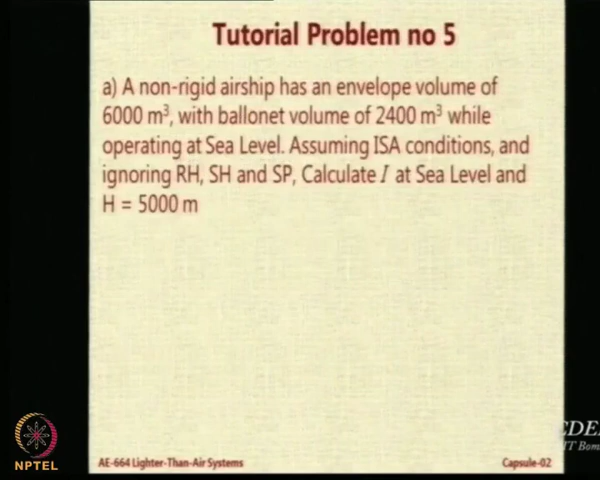 Tutorial Problem no 5
a) A non-rigid airship has an envelope volume of
6000 m³, with ballonet volume of 2400 m³ while
operating at Sea Level. Assuming ISA conditions, and
ignoring RH, SH and SP, Calculate I at Sea Level and
H = 5000 m
NPTEL
AE-664 Lighter-Than-Air Systems
Capsule-02